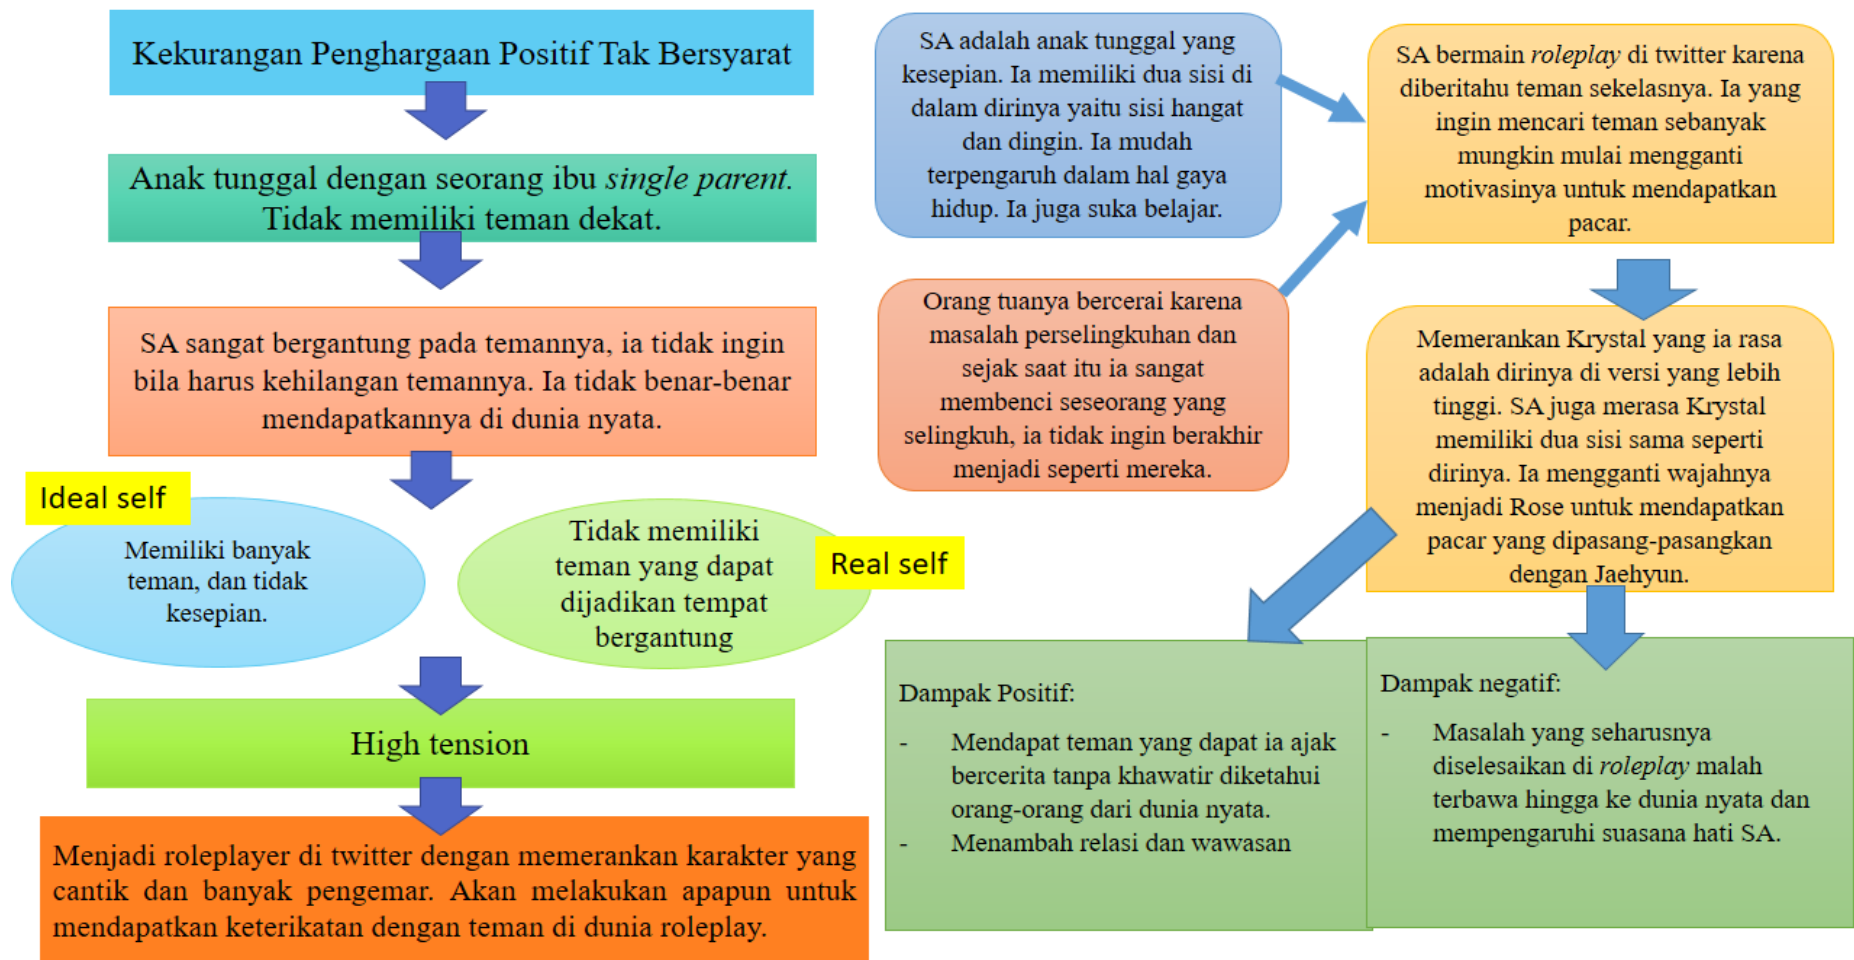 Kekurangan Penghargaan Positif Tak Bersyarat
Anak tunggal dengan seorang ibu single parent.
Tidak memiliki teman dekat.
SA sangat bergantung pada temannya, ia tidak ingin
bila harus kehilangan temannya. Ia tidak benar-benar
mendapatkannya di dunia nyata.
Ideal self
Memiliki banyak
teman, dan tidak
kesepian.
Tidak memiliki
teman yang dapat
dijadikan tempat
bergantung
Real self
High tension
Menjadi roleplayer di twitter dengan memerankan karakter yang
cantik dan banyak pengemar. Akan melakukan apapun untuk
mendapatkan keterikatan dengan teman di dunia roleplay.
SA adalah anak tunggal yang
kesepian. Ia memiliki dua sisi di
dalam dirinya yaitu sisi hangat
dan dingin. Ia mudah
terpengaruh dalam hal gaya
hidup. Ia juga suka belajar.
Orang tuanya bercerai karena
masalah perselingkuhan dan
sejak saat itu ia sangat
membenci seseorang yang
selingkuh, ia tidak ingin berakhir
menjadi seperti mereka.
SA bermain roleplay di twitter karena
diberitahu teman sekelasnya. Ia yang
ingin mencari teman sebanyak
mungkin mulai mengganti
motivasinya untuk mendapatkan
pacar.
Memerankan Krystal yang ia rasa
adalah dirinya di versi yang lebih
tinggi. SA juga merasa Krystal
memiliki dua sisi sama seperti
dirinya. Ia mengganti wajahnya
menjadi Rose untuk mendapatkan
pacar yang dipasang-pasangkan
dengan Jaehyun.
Dampak Positif:
- Mendapat teman yang dapat ia ajak
bercerita tanpa khawatir diketahui
orang-orang dari dunia nyata.
- Menambah relasi dan wawasan
Dampak negatif:
- Masalah yang seharusnya
diselesaikan di roleplay malah
terbawa hingga ke dunia nyata dan
mempengaruhi suasana hati SA.